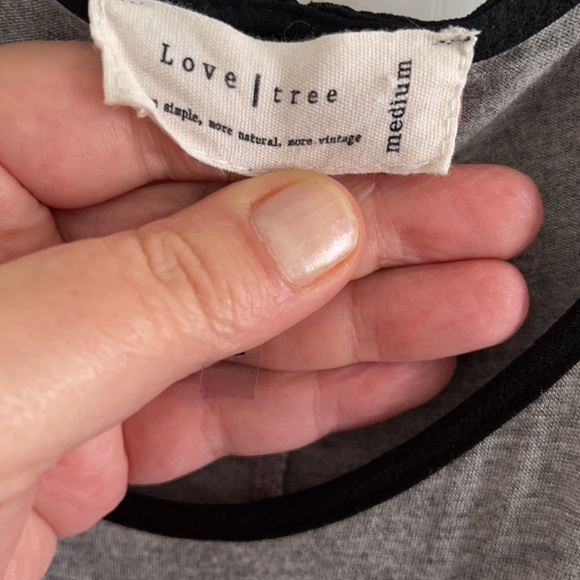 Love | tree
simple, more natural, more vintage
medium